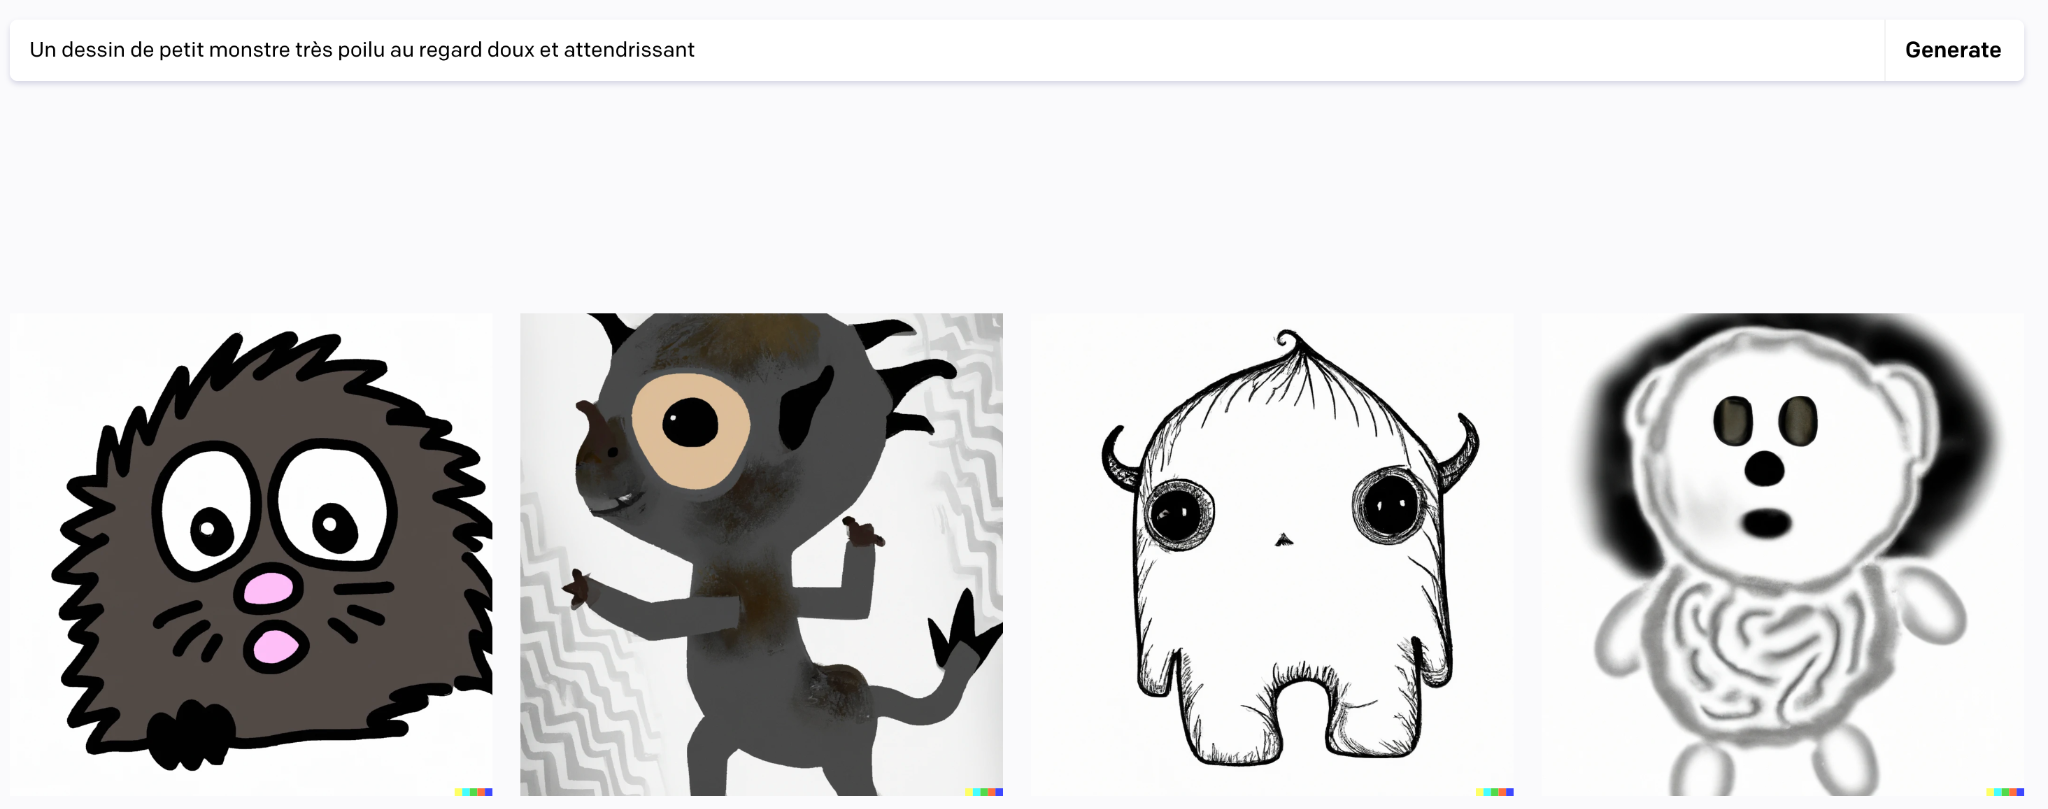 Un dessin de petit monstre très poilu au regard doux et attendrissant
Generate